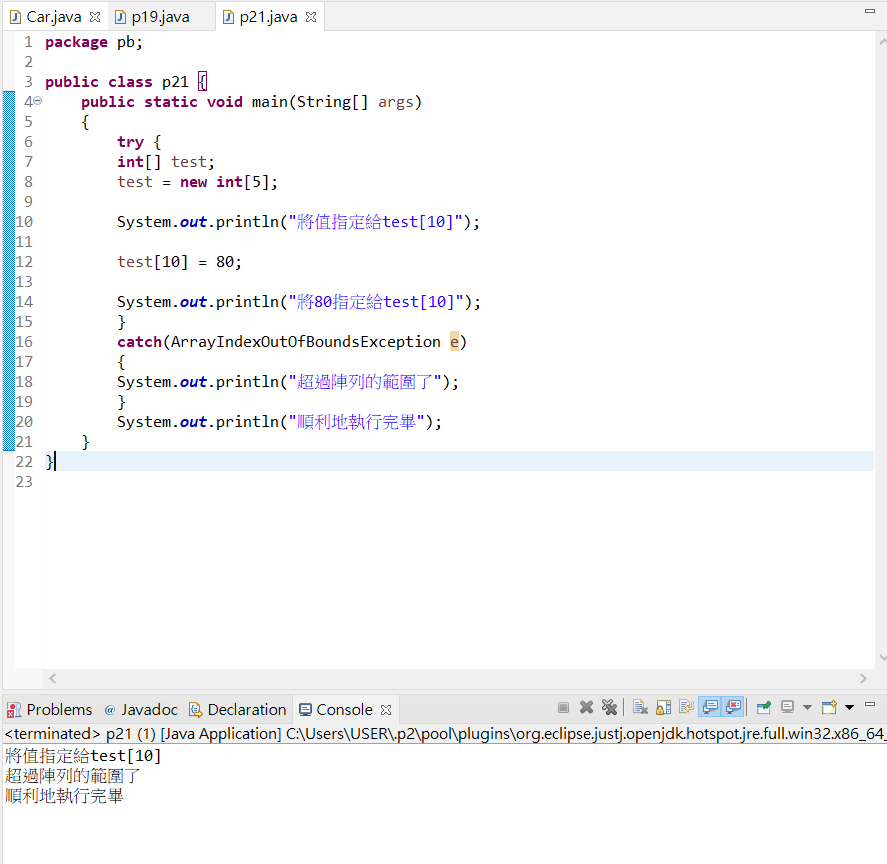 Car.java p19.java p21.java
1 package pb;
2
3 public class p21 {
4 public static void main(String[] args)
5 {
6 try {
7 int[] test;
8 test = new int[5];
9
10 System.out.println("將值指定給test[10]");
11
12 test[10] = 80;
13
14 System.out.println("將80指定給test[10]");
15 }
16 catch(ArrayIndexOutOfBoundsException e)
17 {
18 System.out.println("超過陣列的範圍了");
19 }
20 System.out.println("順利地執行完畢");
21 }
22 }
23
Problems @ Javadoc Declaration Console
<terminated> p21 (1) [Java Application] C:\Users\USER\.p2\pool\plugins\org.eclipse.justj.openjdk.hotspot.jre.full.win32.x86_64_
將值指定給test[10]
超過陣列的範圍了
順利地執行完畢